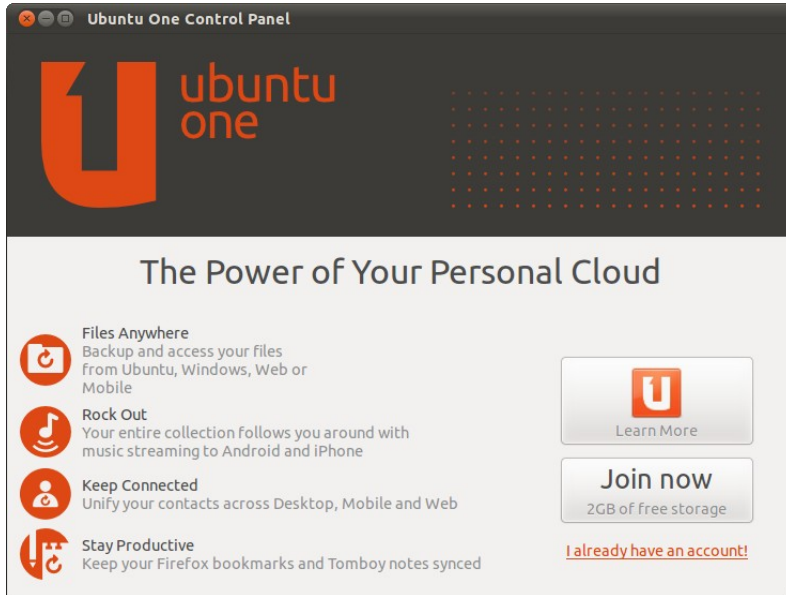 Ubuntu One Control Panel
ubuntu
one
The Power of Your Personal Cloud
Files Anywhere
Backup and access your files
from Ubuntu, Windows, Web or
Mobile
Rock Out
Your entire collection follows you around with
music streaming to Android and iPhone
Keep Connected
Unify your contacts across Desktop, Mobile and Web
Stay Productive
Keep your Firefox bookmarks and Tomboy notes synced
Learn More
Join now
2GB of free storage
I already have an account!